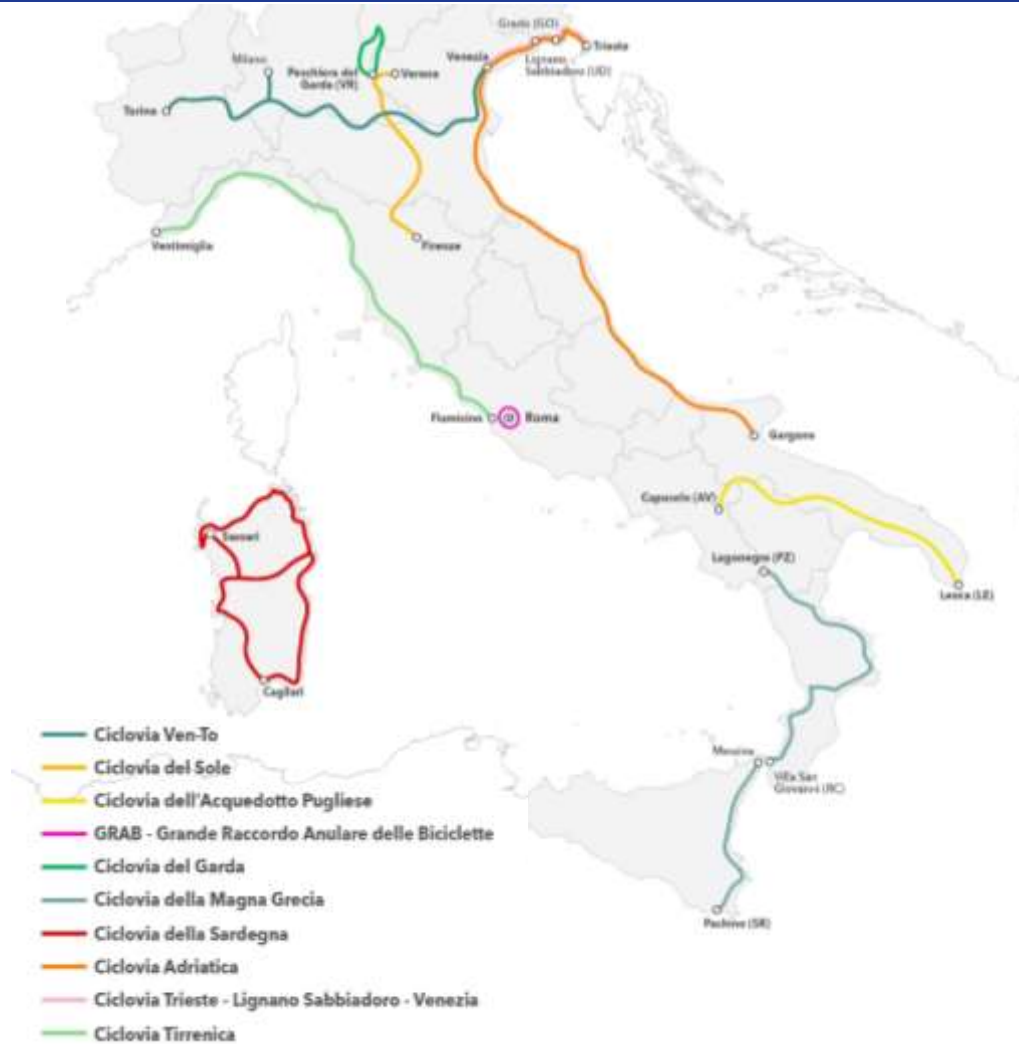 Grado (GO)
Trieste
Lignano
Sabbiadoro (UD)
Venezia
Milano
Peschiera del
Garda (VR)
Verona
Torino
Ventimiglia
Firenze
Fiumicino
Roma
Gargano
Caposele (AV)
Sassari
Lagonegro (PZ)
Leuca (LE)
Cagliari
Messina
Villa San
Giovanni (RC)
Pachino (SR)
Ciclovia Ven-To
Ciclovia del Sole
Ciclovia dell'Acquedotto Pugliese
GRAB - Grande Raccordo Anulare delle Biciclette
Ciclovia del Garda
Ciclovia della Magna Grecia
Ciclovia della Sardegna
Ciclovia Adriatica
Ciclovia Trieste - Lignano Sabbiadoro - Venezia
Ciclovia Tirrenica